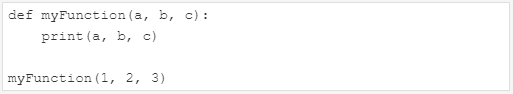 def myFunction(a, b, c):
    print(a, b, c)

myFunction(1, 2, 3)